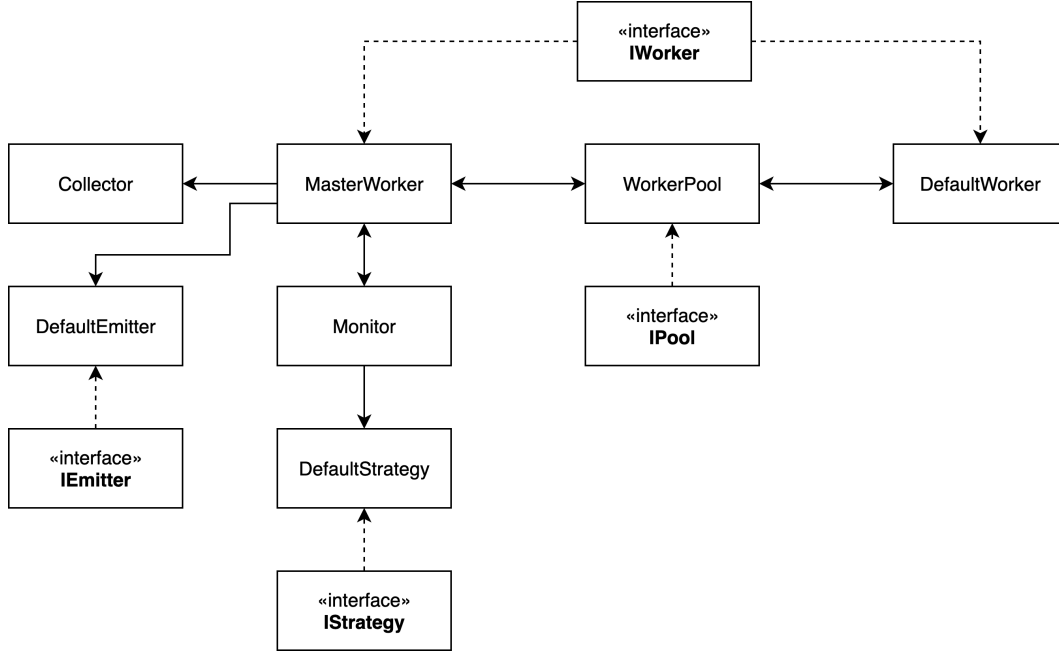 «interface»
IWorker
Collector
MasterWorker
WorkerPool
DefaultWorker
DefaultEmitter
Monitor
«interface»
IPool
«interface»
IEmitter
DefaultStrategy
«interface»
IStrategy